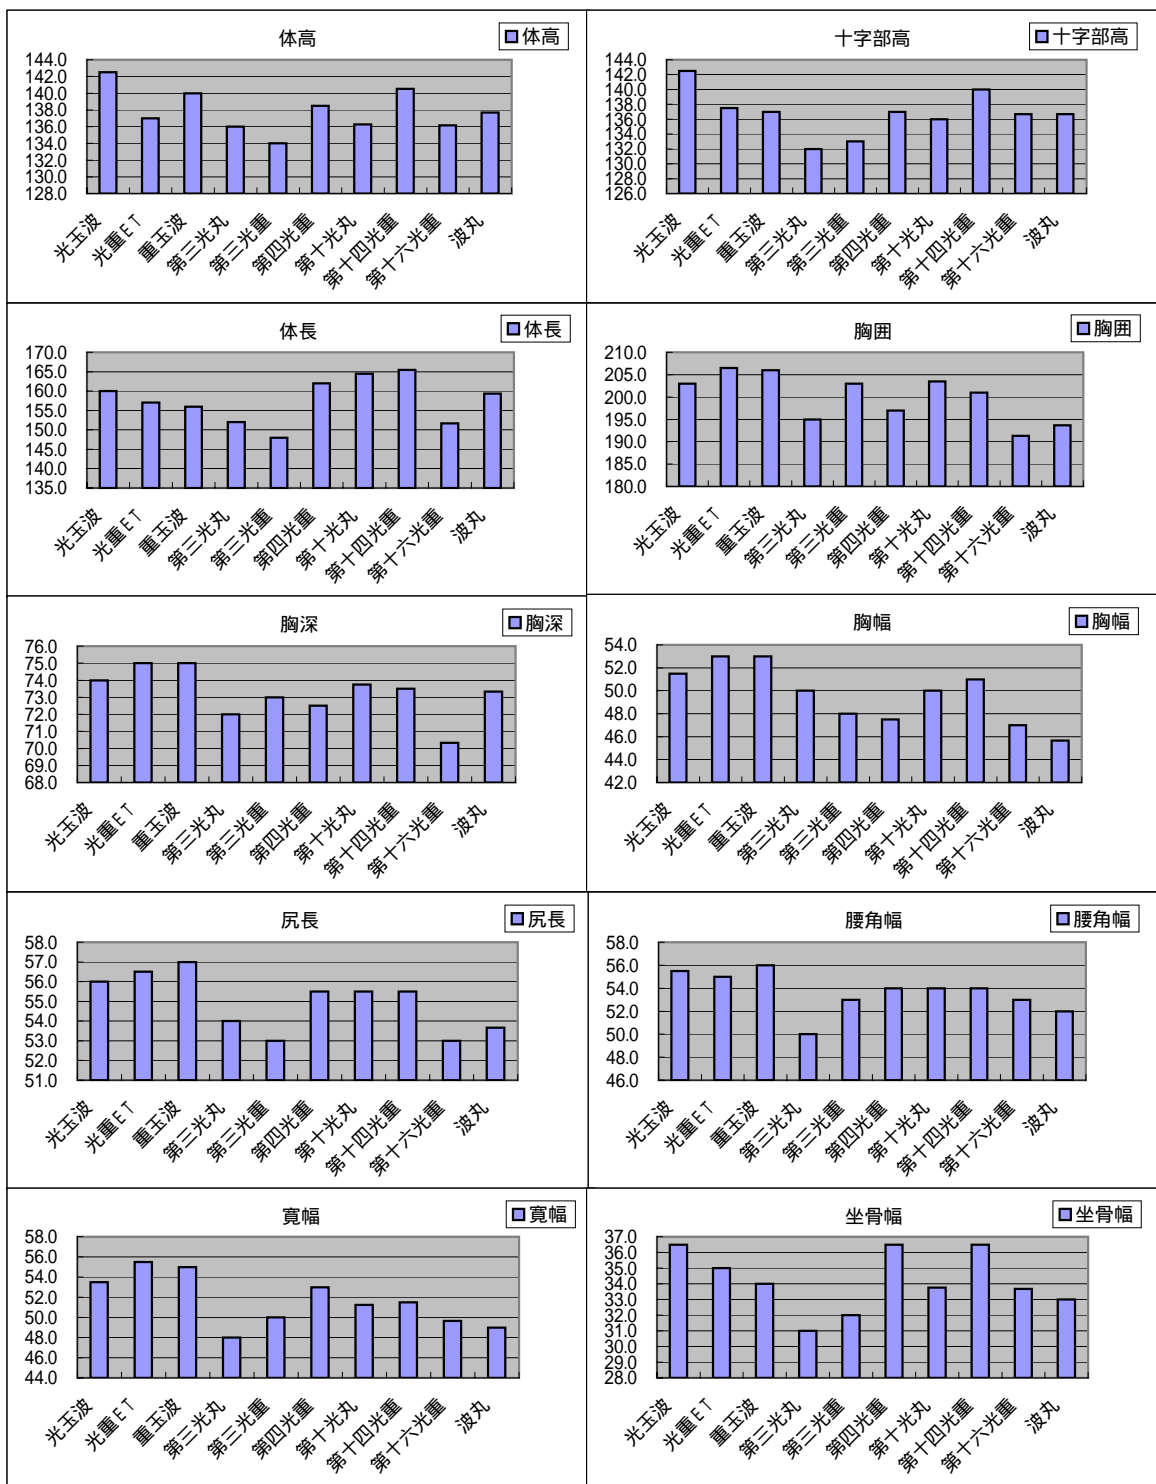 体高
体高
144.0
142.0
140.0
138.0
136.0
134.0
132.0
130.0
128.0
光玉波
光重ET
重玉波
第三光丸
第三光重
第四光重
第十光丸
第十四光重
第十六光重
波丸
十字部高
十字部高
144.0
142.0
140.0
138.0
136.0
134.0
132.0
130.0
128.0
126.0
光玉波
光重ET
重玉波
第三光丸
第三光重
第四光重
第十光丸
第十四光重
第十六光重
波丸
体長
体長
170.0
165.0
160.0
155.0
150.0
145.0
140.0
135.0
光玉波
光重ET
重玉波
第三光丸
第三光重
第四光重
第十光丸
第十四光重
第十六光重
波丸
胸囲
胸囲
210.0
205.0
200.0
195.0
190.0
185.0
180.0
光玉波
光重ET
重玉波
第三光丸
第三光重
第四光重
第十光丸
第十四光重
第十六光重
波丸
胸深
胸深
76.0
75.0
74.0
73.0
72.0
71.0
70.0
69.0
68.0
光玉波
光重ET
重玉波
第三光丸
第三光重
第四光重
第十光丸
第十四光重
第十六光重
波丸
胸幅
胸幅
54.0
52.0
50.0
48.0
46.0
44.0
42.0
光玉波
光重ET
重玉波
第三光丸
第三光重
第四光重
第十光丸
第十四光重
第十六光重
波丸
尻長
尻長
58.0
57.0
56.0
55.0
54.0
53.0
52.0
51.0
光玉波
光重ET
重玉波
第三光丸
第三光重
第四光重
第十光丸
第十四光重
第十六光重
波丸
腰角幅
腰角幅
58.0
56.0
54.0
52.0
50.0
48.0
46.0
光玉波
光重ET
重玉波
第三光丸
第三光重
第四光重
第十光丸
第十四光重
第十六光重
波丸
寛幅
寛幅
58.0
56.0
54.0
52.0
50.0
48.0
46.0
44.0
光玉波
光重ET
重玉波
第三光丸
第三光重
第四光重
第十光丸
第十四光重
第十六光重
波丸
坐骨幅
坐骨幅
37.0
36.0
35.0
34.0
33.0
32.0
31.0
30.0
29.0
28.0
光玉波
光重ET
重玉波
第三光丸
第三光重
第四光重
第十光丸
第十四光重
第十六光重
波丸